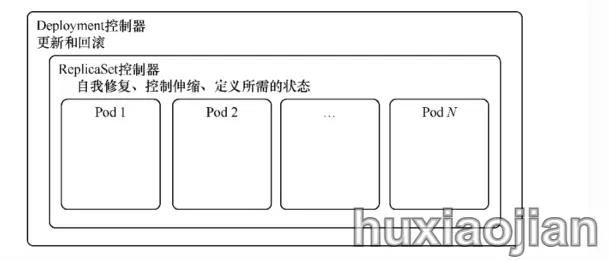 Deployment控制器
更新和回滚
ReplicaSet控制器
自我修复、控制伸缩、定义所需的状态
Pod 1
Pod 2
…
Pod N
huxiaojian